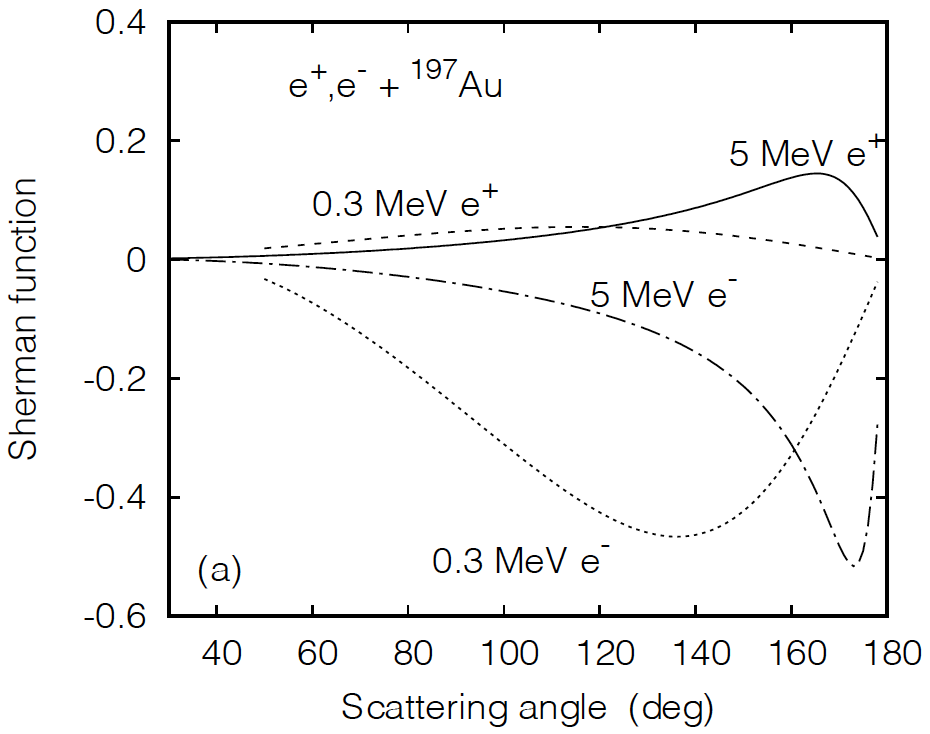 0.4
e⁺,e⁻ + ¹⁹⁷Au
0.2
5 MeV e⁺
0.3 MeV e⁺
0
5 MeV e⁻
-0.2
-0.4
0.3 MeV e⁻
(a)
-0.6
40 60 80 100 120 140 160 180
Scattering angle (deg)
Sherman function